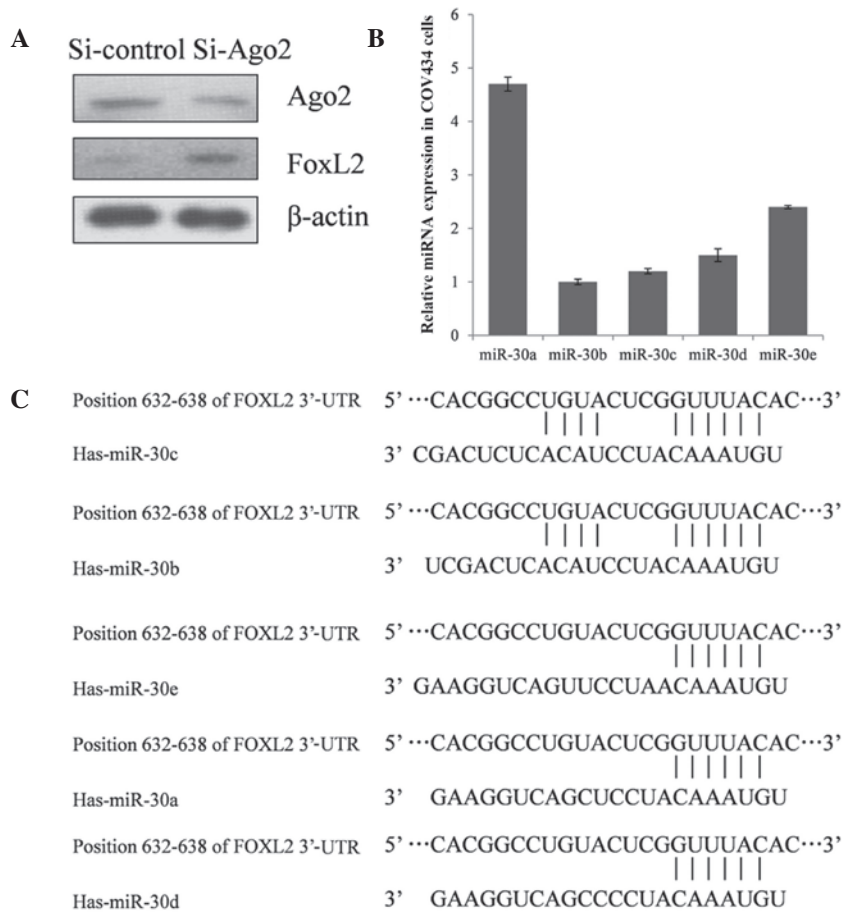 A
Si-control Si-Ago2
Ago2
FoxL2
β-actin
B
Relative miRNA expression in COV434 cells
6
5
4
3
2
1
0
miR-30a miR-30b miR-30c miR-30d miR-30e
C
Position 632-638 of FOXL2 3'-UTR 5' ···CACGGCCUGUACUCGGUUUACAC···3'
Has-miR-30c 3' CGACUCUCACAUCCUACAAAUGU
Position 632-638 of FOXL2 3'-UTR 5' ···CACGGCCUGUACUCGGUUUACAC···3'
Has-miR-30b 3' UCGACUCACAUCCUACAAAUGU
Position 632-638 of FOXL2 3'-UTR 5' ···CACGGCCUGUACUCGGUUUACAC···3'
Has-miR-30e 3' GAAGGUCAGUUCCUAACAAAUGU
Position 632-638 of FOXL2 3'-UTR 5' ···CACGGCCUGUACUCGGUUUACAC···3'
Has-miR-30a 3' GAAGGUCAGCUCCUACAAAUGU
Position 632-638 of FOXL2 3'-UTR 5' ···CACGGCCUGUACUCGGUUUACAC···3'
Has-miR-30d 3' GAAGGUCAGCCCCUACAAAUGU